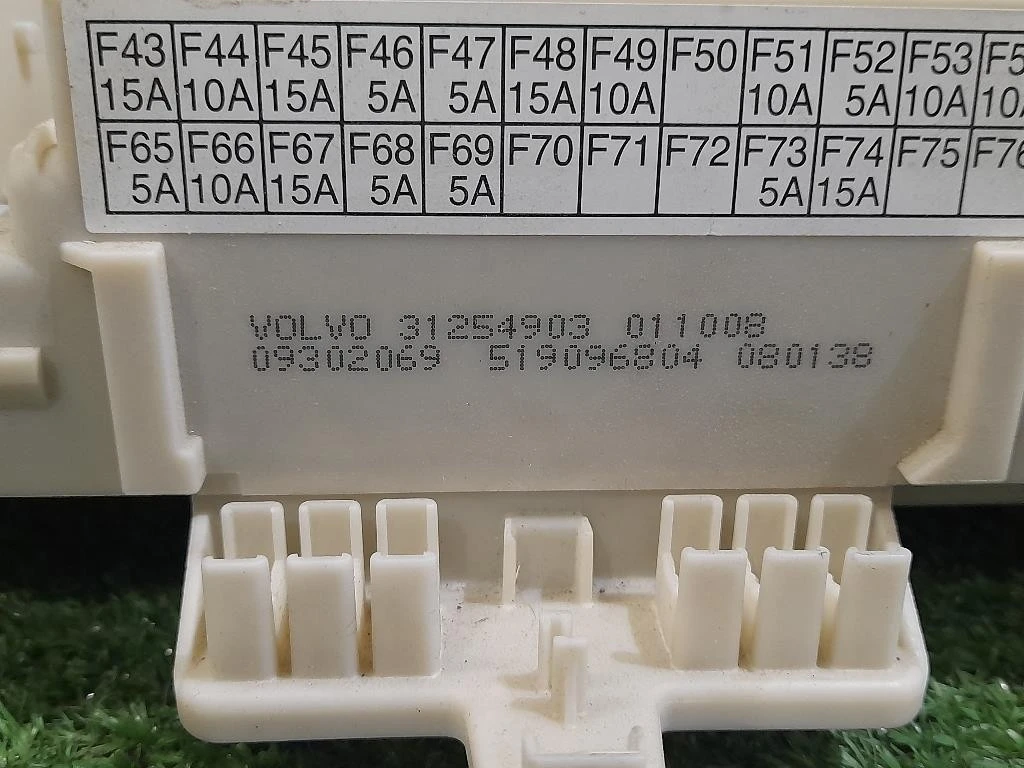 F43 F44 F45 F46 F47 F48 F49 F50 F51 F52 F53
15A 10A 15A 5A 5A 15A 10A 10A 5A 10A
F65 F66 F67 F68 F69 F70 F71 F72 F73 F74 F75 F76
5A 10A 15A 5A 5A 5A 15A
VOLVO 31254903 011008
09302069 519096804 080138